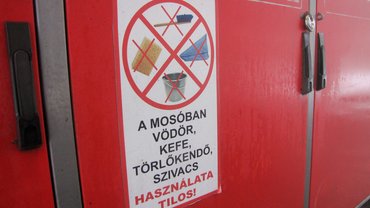 A MOSÓBAN
VÖDÖR,
KEFE,
TÖRLŐKENDŐ,
SZIVACS
HASZNÁLATA
TILOS!